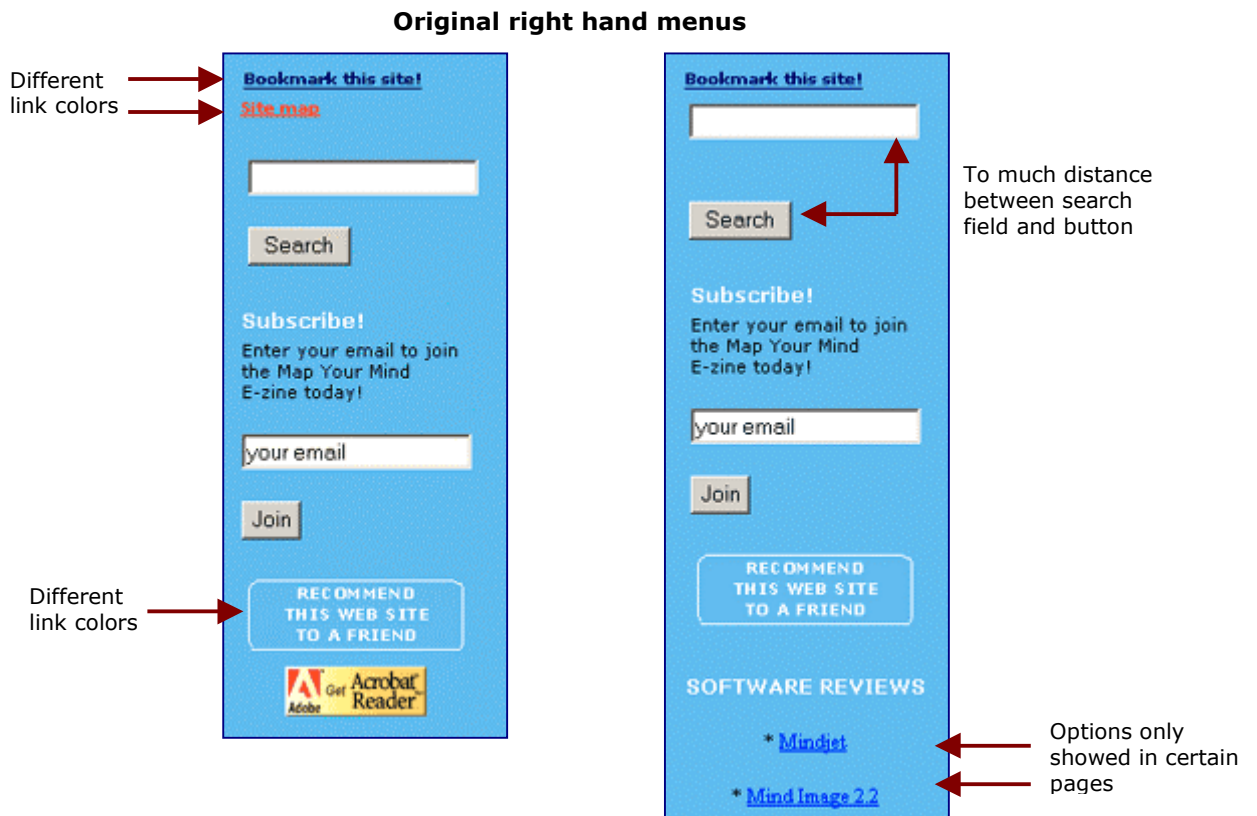 Original right hand menus
Different
link colors
Bookmark this site!
Site map
Search
Subscribe!
Enter your email to join
the Map Your Mind
E-zine today!
your email
Join
Different
link colors
RECOMMEND
THIS WEB SITE
TO A FRIEND
Adobe
Get Acrobat
Reader
Bookmark this site!
To much distance
between search
field and button
Search
Subscribe!
Enter your email to join
the Map Your Mind
E-zine today!
your email
Join
RECOMMEND
THIS WEB SITE
TO A FRIEND
SOFTWARE REVIEWS
* Mindjet
* Mind Image 2.2
Options only
showed in certain
pages